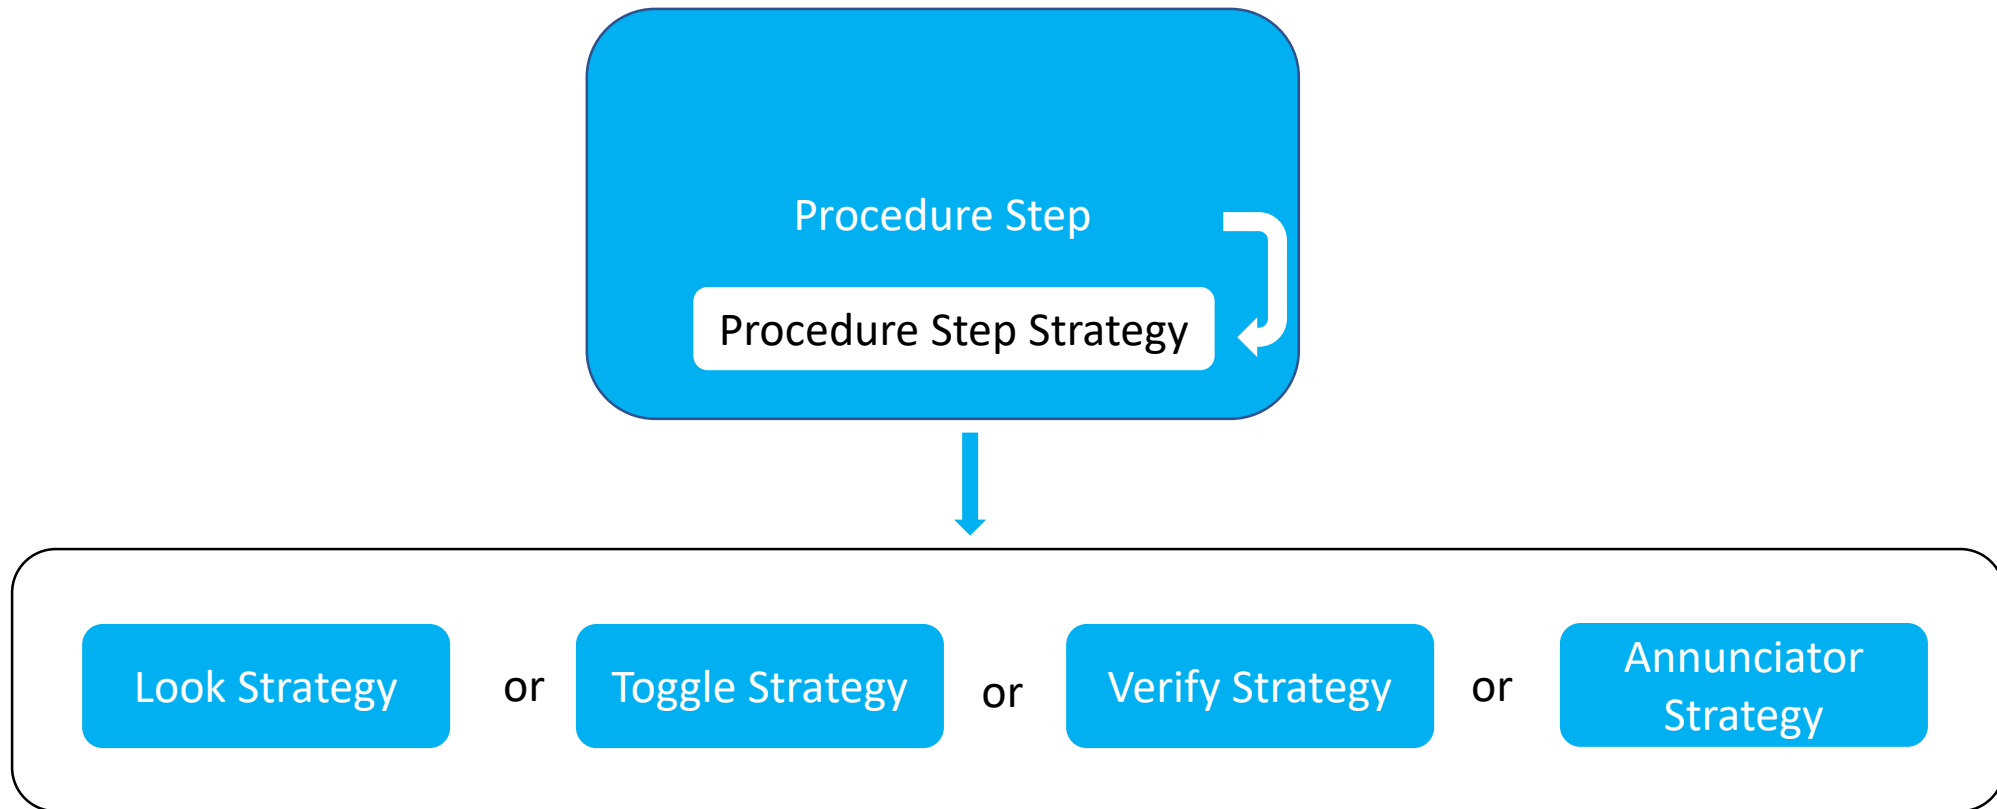 Procedure Step
Procedure Step Strategy
Look Strategy
or
Toggle Strategy
or
Verify Strategy
or
Annunciator
Strategy